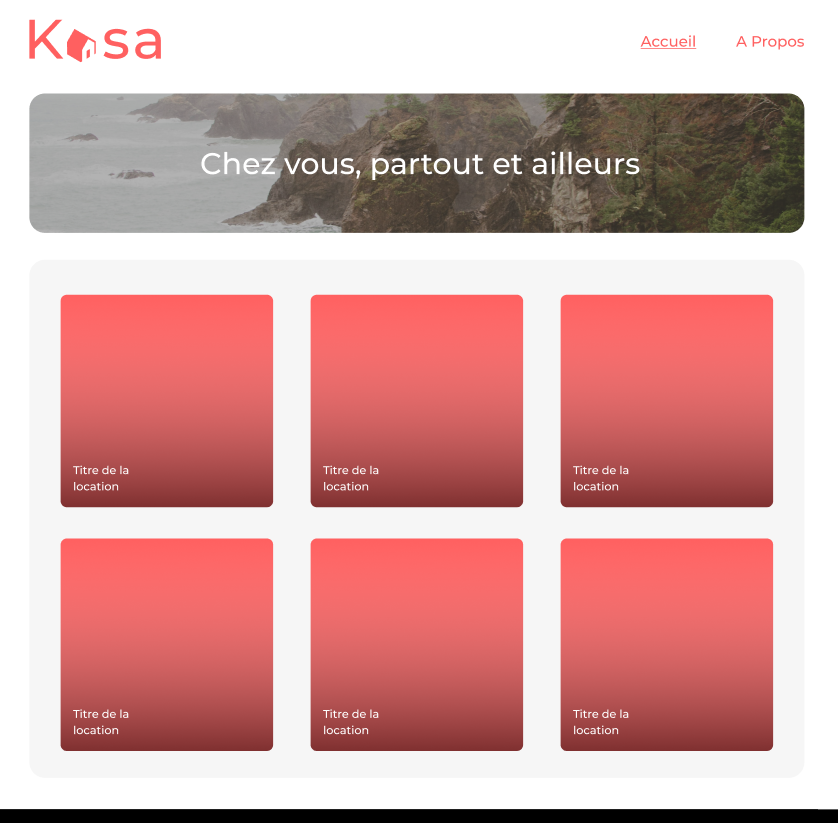 Kasa
Accueil
A Propos
Chez vous, partout et ailleurs
Titre de la
location
Titre de la
location
Titre de la
location
Titre de la
location
Titre de la
location
Titre de la
location